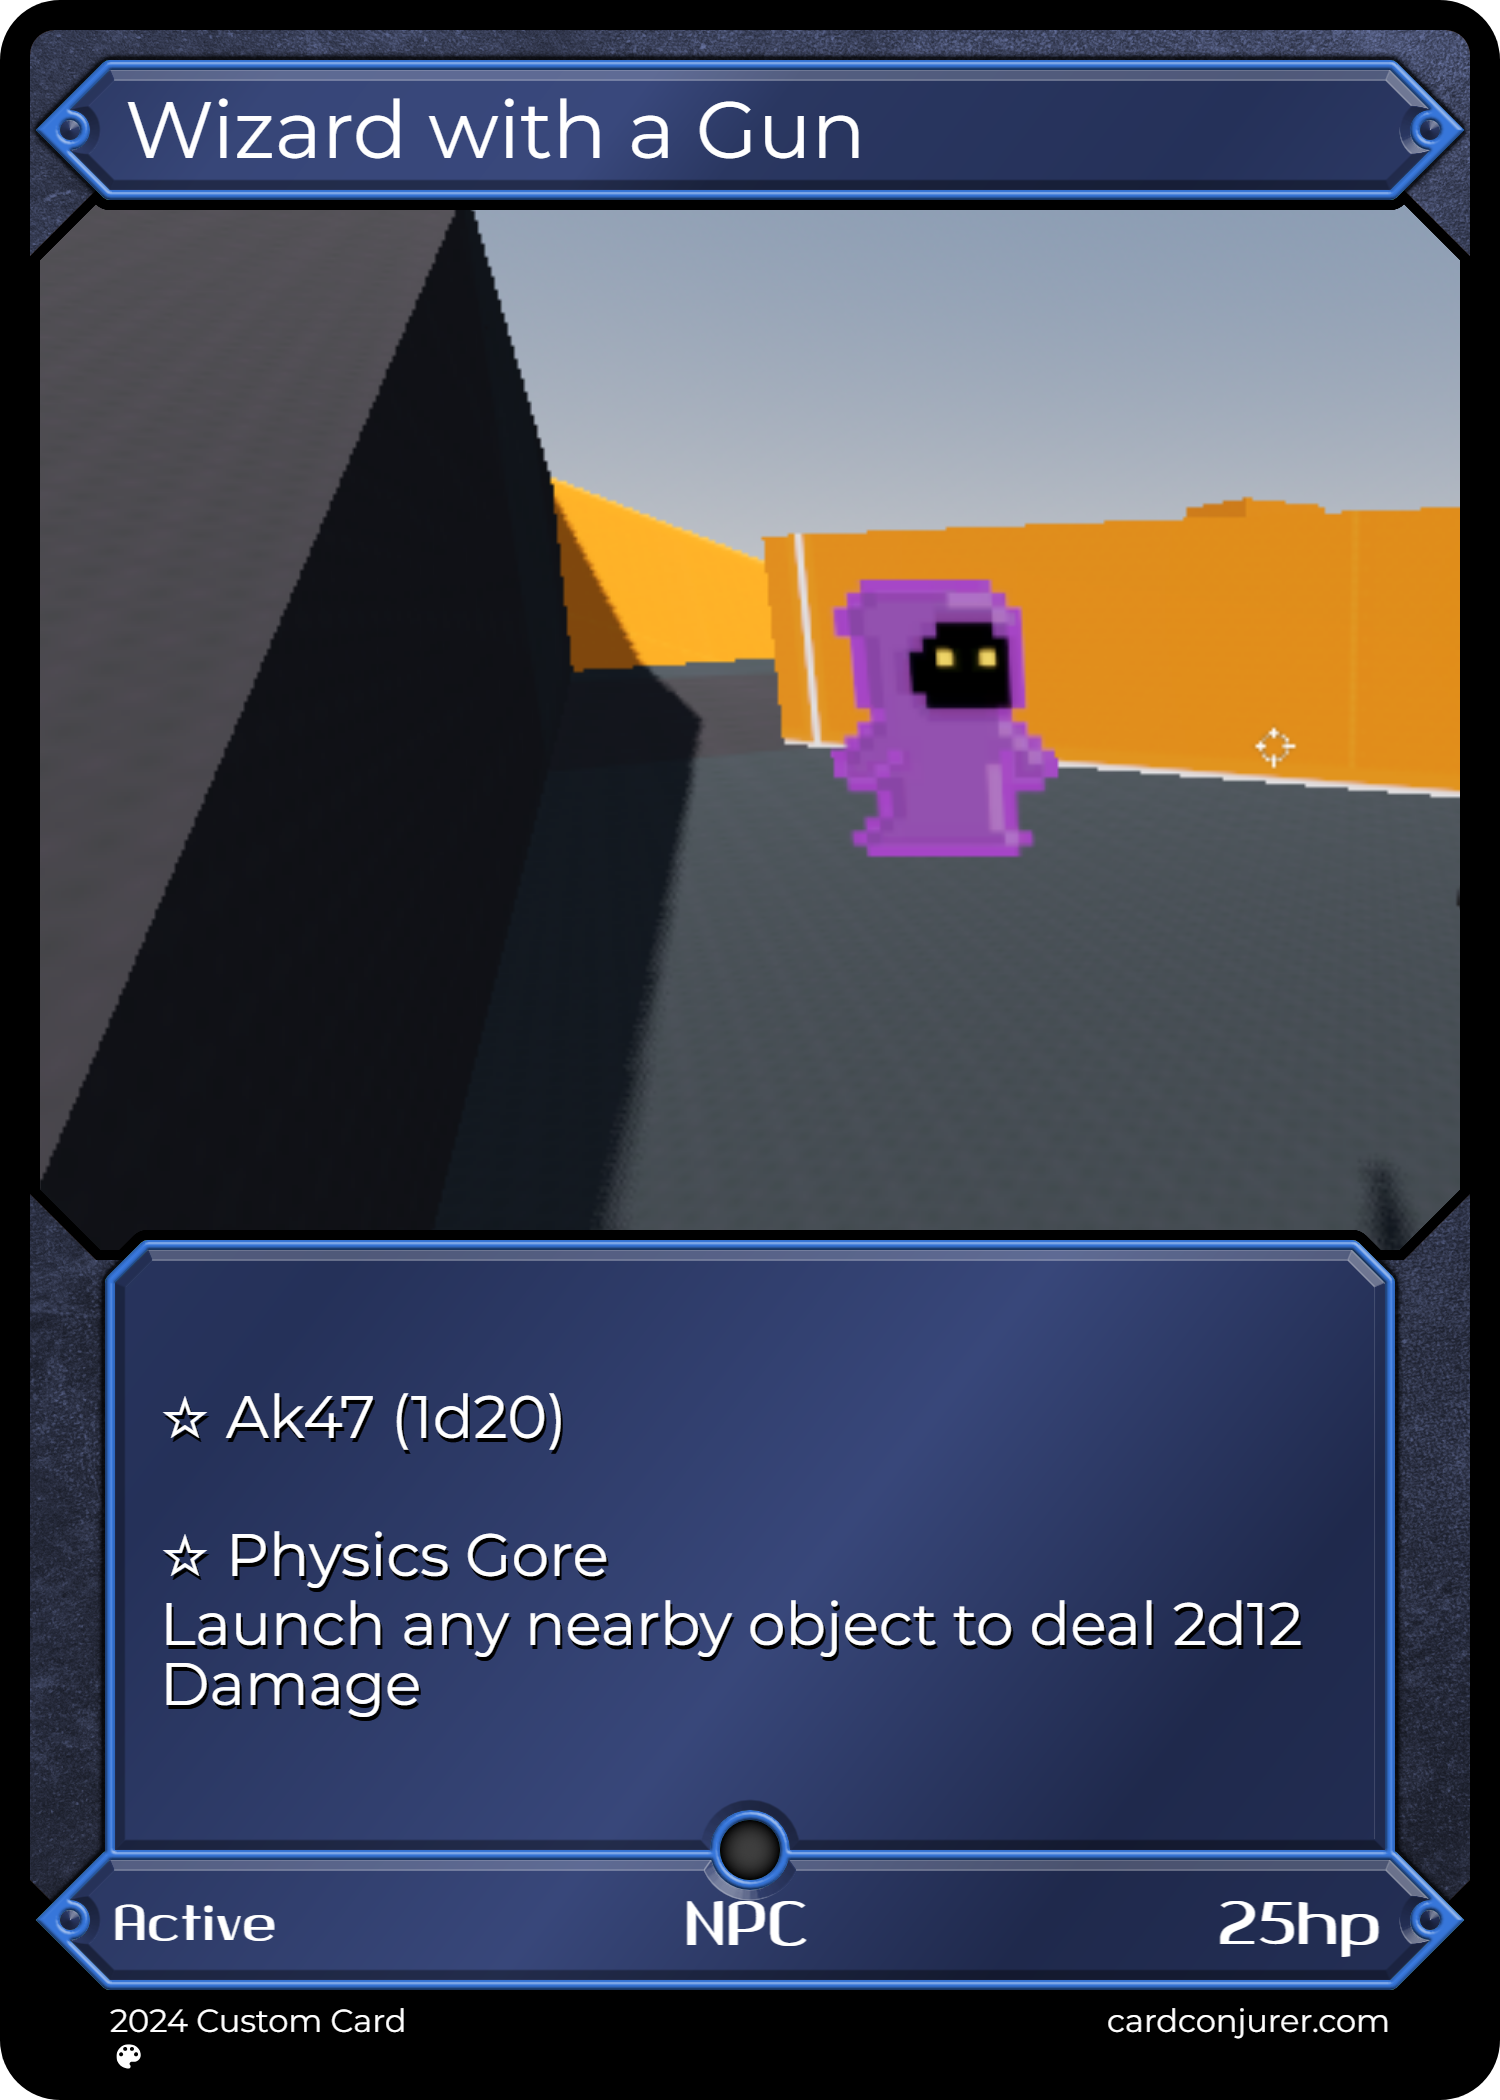 Wizard with a Gun
☆ Ak47 (1d20)
☆ Physics Gore
Launch any nearby object to deal 2d12
Damage
Active
NPC
25hp
2024 Custom Card
cardconjurer.com